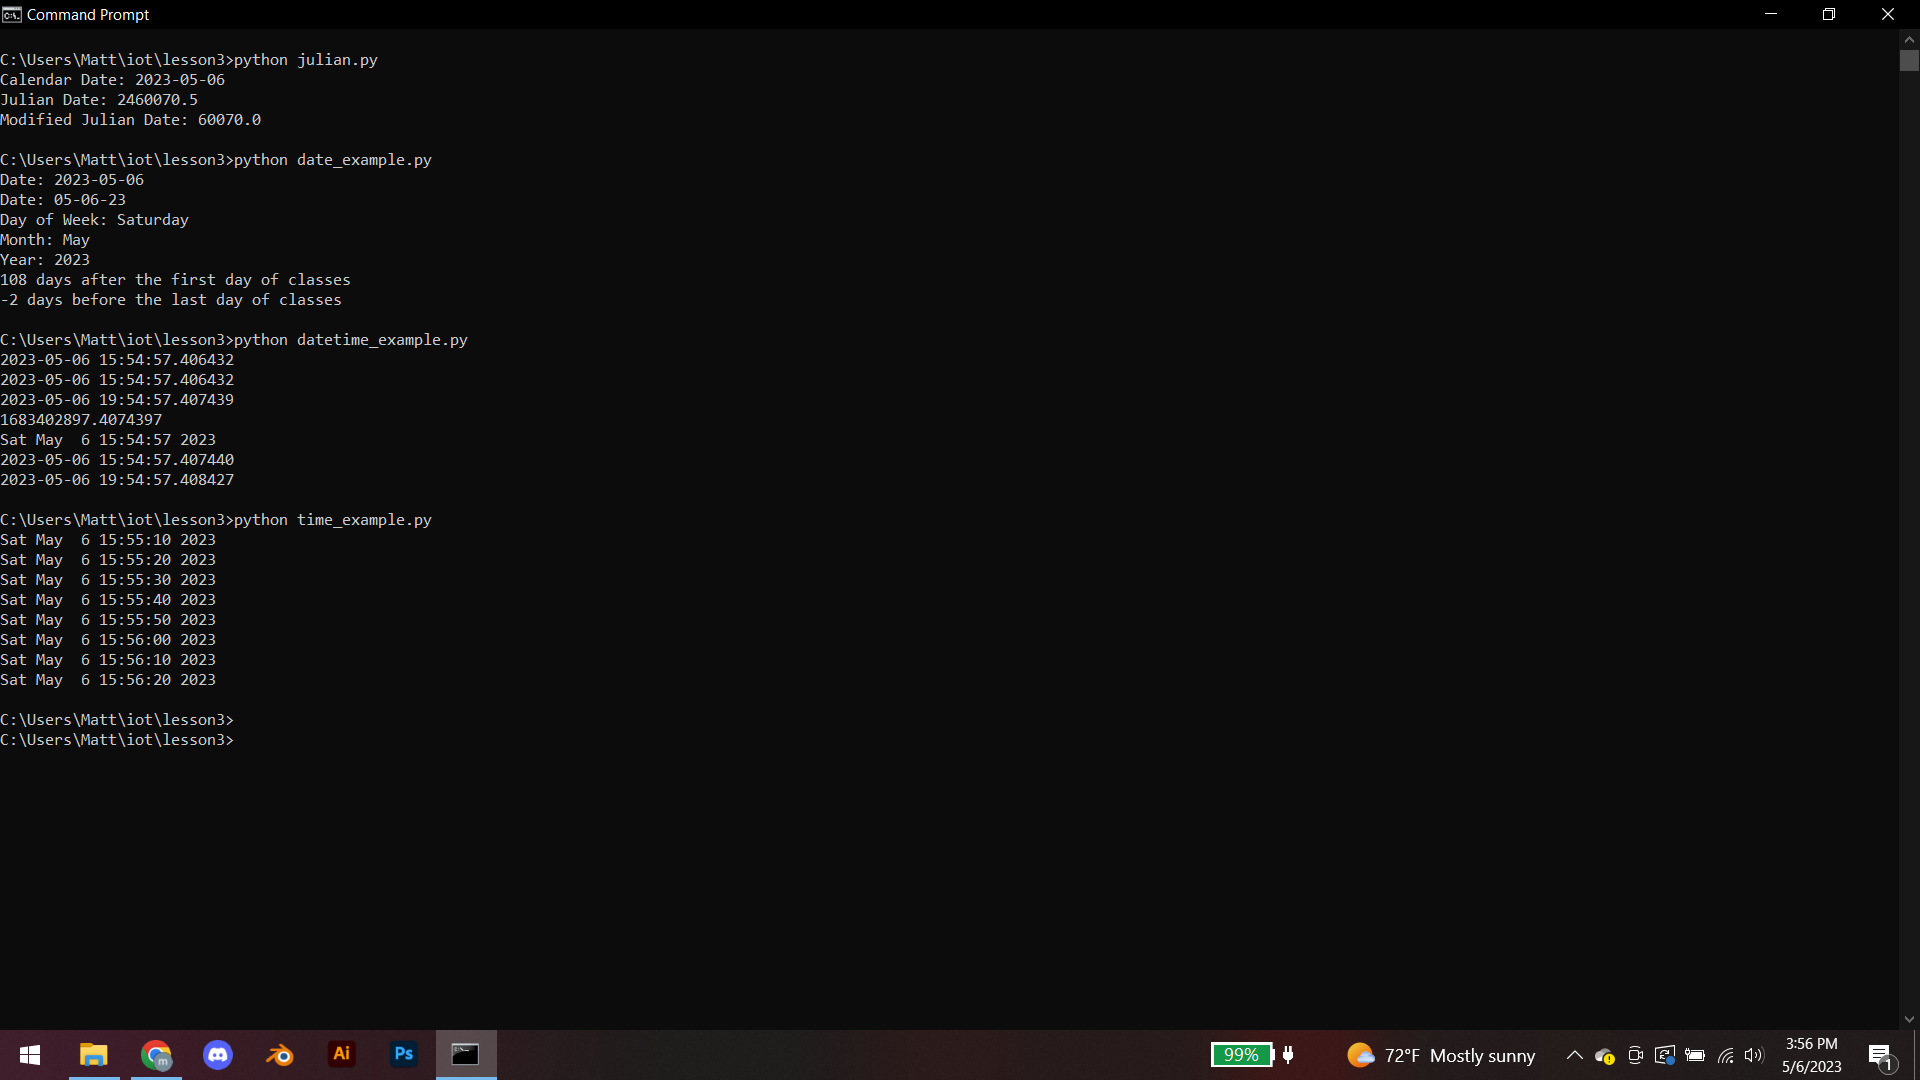 Command Prompt
C:\Users\Matt\iot\lesson3>python julian.py
Calendar Date: 2023-05-06
Julian Date: 2460070.5
Modified Julian Date: 60070.0
C:\Users\Matt\iot\lesson3>python date_example.py
Date: 2023-05-06
Date: 05-06-23
Day of Week: Saturday
Month: May
Year: 2023
108 days after the first day of classes
-2 days before the last day of classes
C:\Users\Matt\iot\lesson3>python datetime_example.py
2023-05-06 15:54:57.406432
2023-05-06 15:54:57.406432
2023-05-06 19:54:57.407439
1683402897.4074397
Sat May  6 15:54:57 2023
2023-05-06 15:54:57.407440
2023-05-06 19:54:57.408427
C:\Users\Matt\iot\lesson3>python time_example.py
Sat May  6 15:55:10 2023
Sat May  6 15:55:20 2023
Sat May  6 15:55:30 2023
Sat May  6 15:55:40 2023
Sat May  6 15:55:50 2023
Sat May  6 15:56:00 2023
Sat May  6 15:56:10 2023
Sat May  6 15:56:20 2023
C:\Users\Matt\iot\lesson3>
C:\Users\Matt\iot\lesson3>
m
Ai
Ps
99%
72°F Mostly sunny
3:56 PM
5/6/2023
1